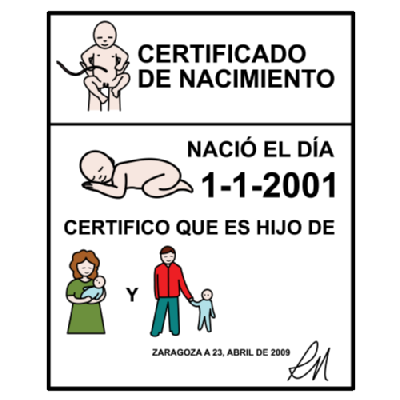 CERTIFICADO
DE NACIMIENTO
NACIÓ EL DÍA
1-1-2001
CERTIFICO QUE ES HIJO DE
Y
ZARAGOZA A 23, ABRIL DE 2009